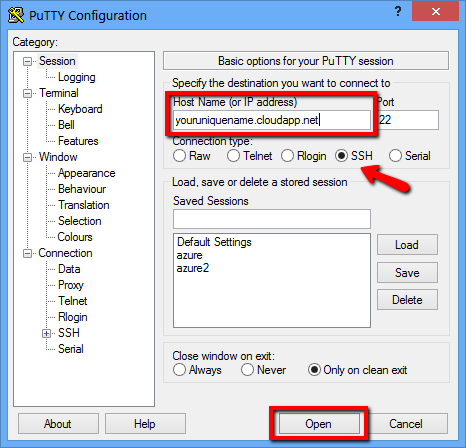 PuTTY Configuration
?
Category:
Session
Logging
Terminal
Keyboard
Bell
Features
Window
Appearance
Behaviour
Translation
Selection
Colours
Connection
Data
Proxy
Telnet
Rlogin
SSH
Serial
Basic options for your PuTTY session
Specify the destination you want to connect to
Host Name (or IP address) Port
youruniquename.cloudapp.net 22
Connection type:
Raw Telnet Rlogin SSH Serial
Load, save or delete a stored session
Saved Sessions
Default Settings
azure
azure2
Load
Save
Delete
Close window on exit:
Always Never Only on clean exit
About Help Open Cancel